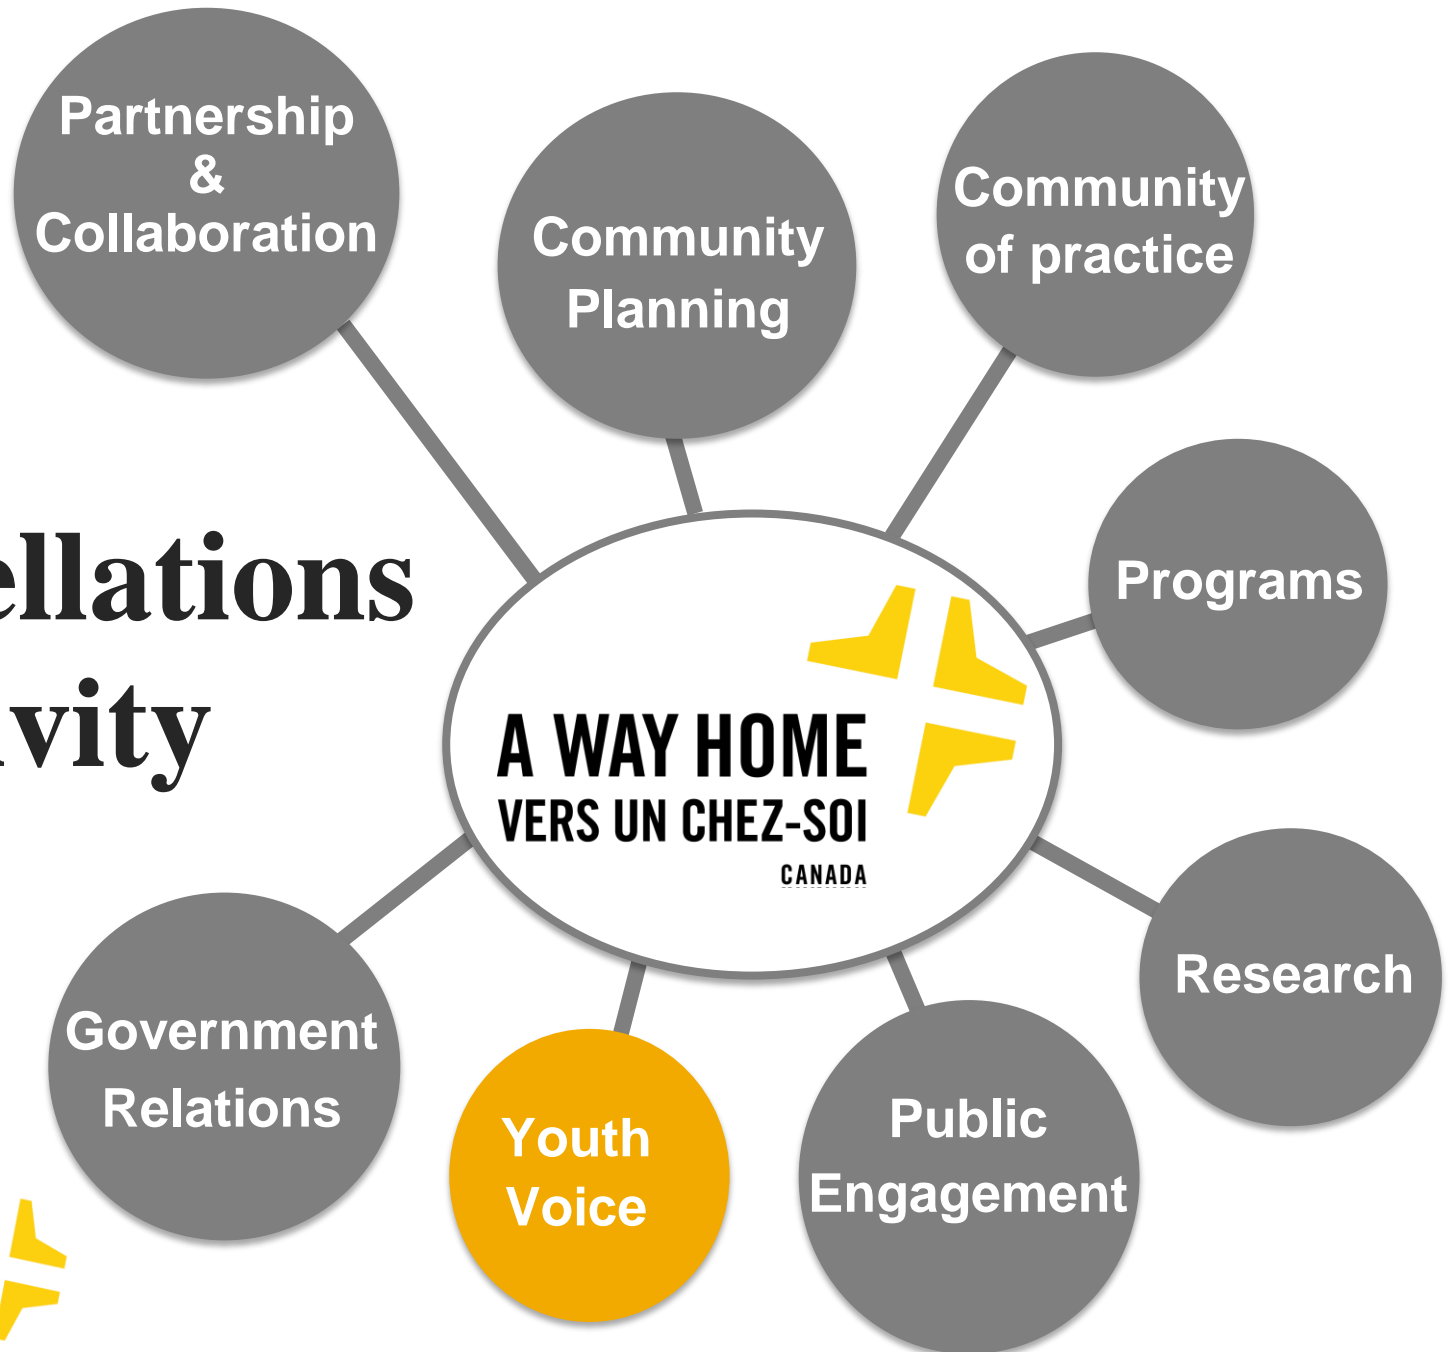 Partnership
&
Collaboration
Community
Planning
Community
of practice
Programs
ellations
ivity
A WAY HOME
VERS UN CHEZ-SOI
CANADA
Research
Government
Relations
Youth
Voice
Public
Engagement